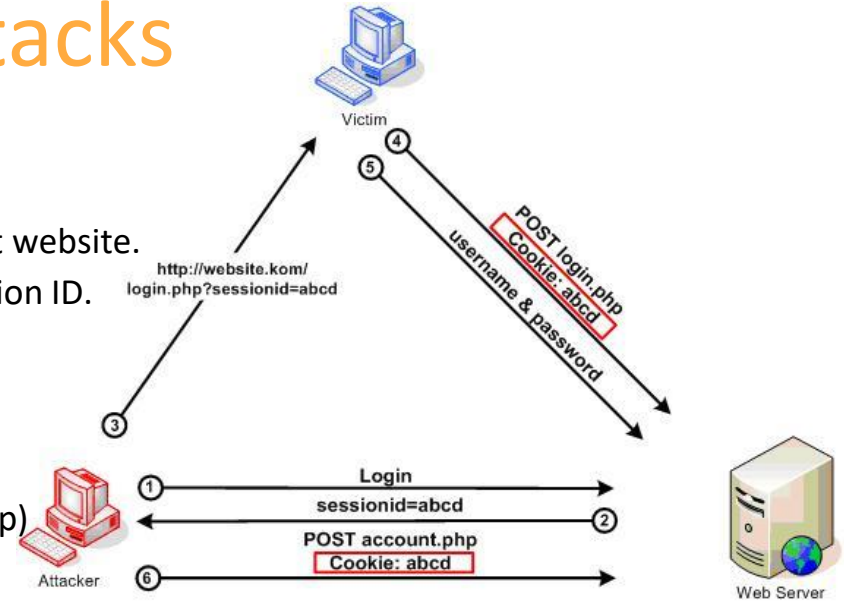 tacks
Victim
4
5
t website.
ion ID.
http://website.kom/
login.php?sessionid=abcd
POST login.php
Cookie: abcd
username & password
3
1
Login
sessionid=abcd
2
p)
POST account.php
Cookie: abcd
6
Attacker
Web Server